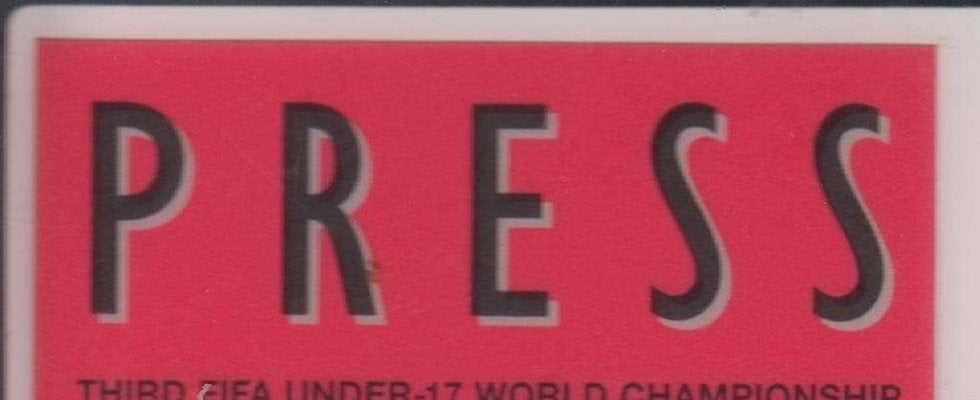 PRESS
THIRD FIFA UNDER-17 WORLD CHAMPIONSHIP